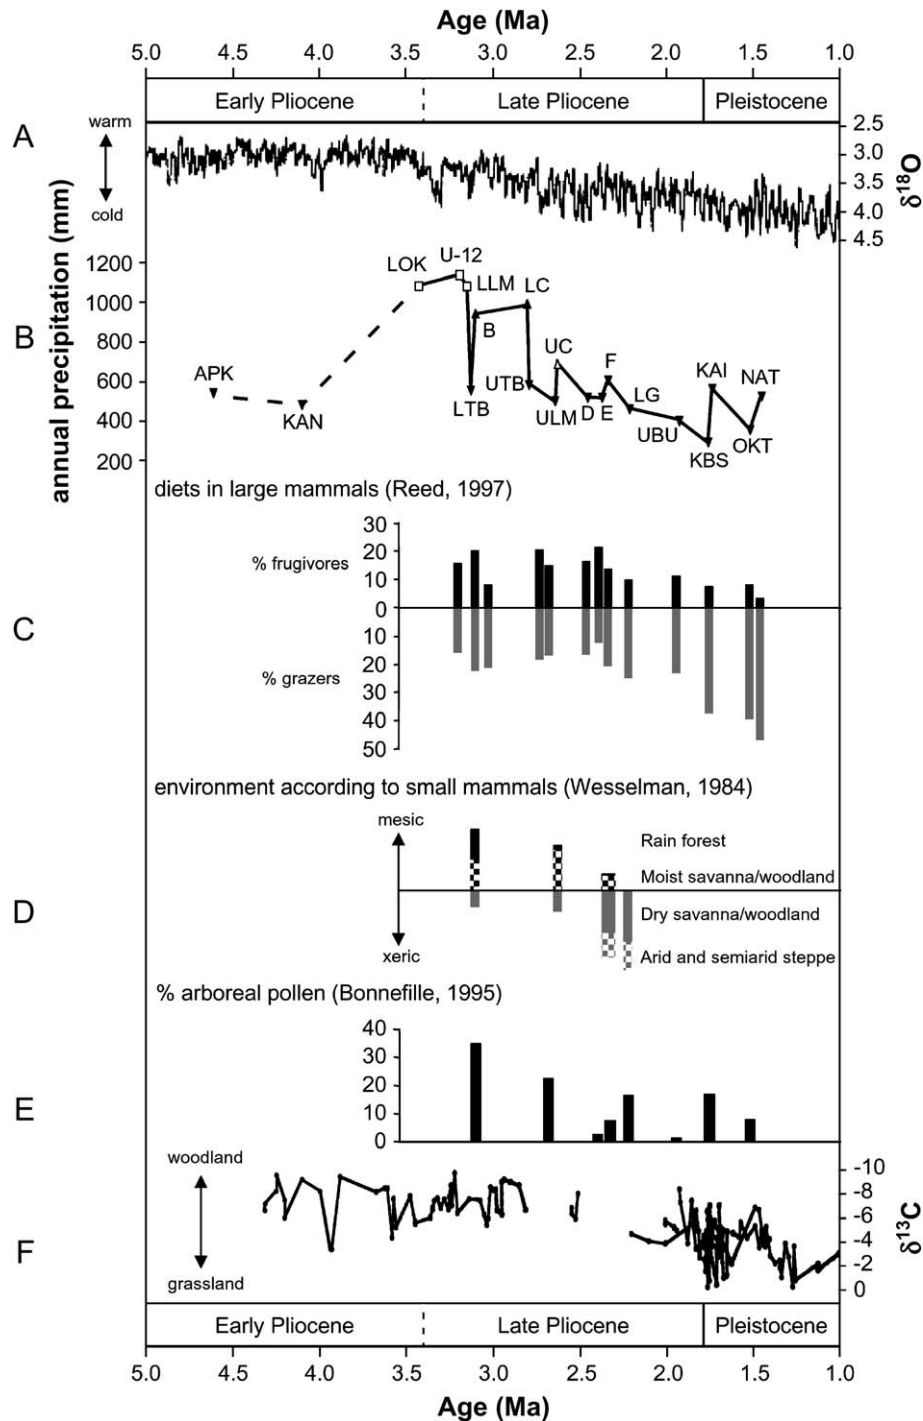 Age (Ma)
5.0 4.5 4.0 3.5 3.0 2.5 2.0 1.5 1.0
Early Pliocene Late Pliocene Pleistocene
A
warm
cold
2.5
3.0
3.5
4.0
4.5
δ18O
B
annual precipitation (mm)
1200
1000
800
600
400
200
APK
KAN
LOK
U-12
LLM
LTB
B
LC
UTB
ULM
UC
D
E
F
LG
UBU
KBS
KAI
OKT
NAT
diets in large mammals (Reed, 1997)
C
% frugivores
% grazers
30
20
10
0
10
20
30
40
50
environment according to small mammals (Wesselman, 1984)
D
mesic
xeric
Rain forest
Moist savanna/woodland
Dry savanna/woodland
Arid and semiarid steppe
% arboreal pollen (Bonnefille, 1995)
E
40
30
20
10
0
F
woodland
grassland
-10
-8
-6
-4
-2
0
δ13C
Early Pliocene Late Pliocene Pleistocene
5.0 4.5 4.0 3.5 3.0 2.5 2.0 1.5 1.0
Age (Ma)